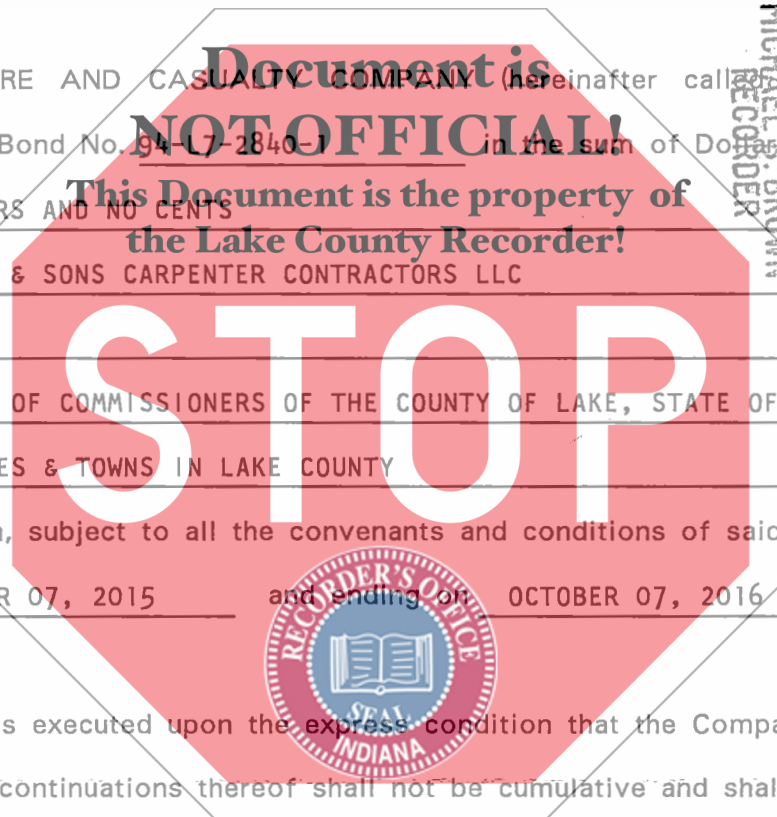 Document is
RE AND CASUALTY COMPANY (hereinafter called
NOT OFFICIAL!
Bond No. 94-L7-2840-1 in the sum of Dollar
This Document is the property of
RS AND NO CENTS
the Lake County Recorder!
& SONS CARPENTER CONTRACTORS LLC
STOP
OF COMMISSIONERS OF THE COUNTY OF LAKE, STATE OF
ES & TOWNS IN LAKE COUNTY
, subject to all the convenants and conditions of said
R 07, 2015 and ending on OCTOBER 07, 2016
RECORDER'S OFFICE
SEAL
INDIANA
s executed upon the express condition that the Compa
continuations thereof shall not be cumulative and shal
MICHAEL B. BROWN
RECORDER